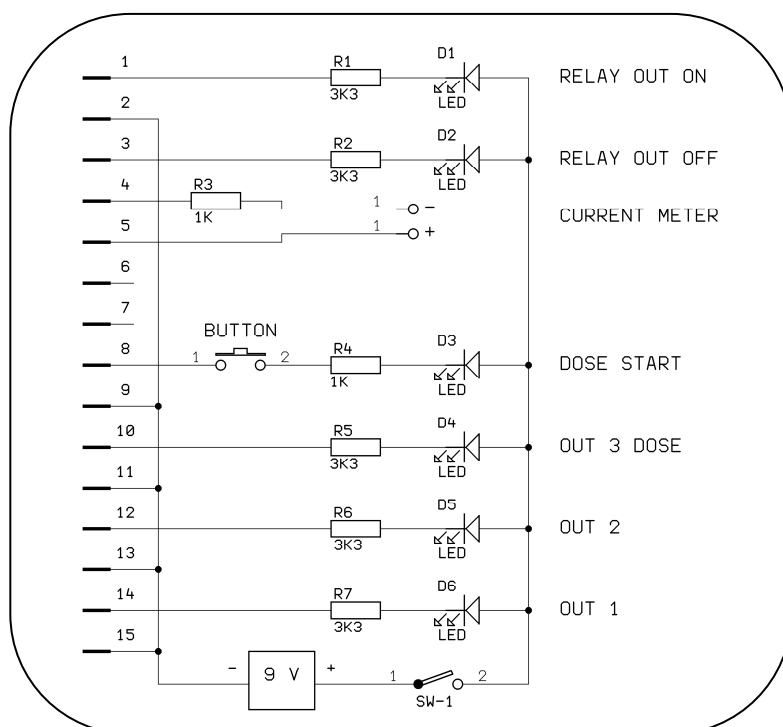 1 R1 D1
3K3 LED RELAY OUT ON
2
3 R2 D2
3K3 LED RELAY OUT OFF
4 R3 1K 1 - CURRENT METER
5 1 +
6
7
8 1 BUTTON 2 R4 D3
1K LED DOSE START
9
10 R5 D4
3K3 LED OUT 3 DOSE
11
12 R6 D5
3K3 LED OUT 2
13
14 R7 D6
3K3 LED OUT 1
15
- 9 V + 1 2
SW-1